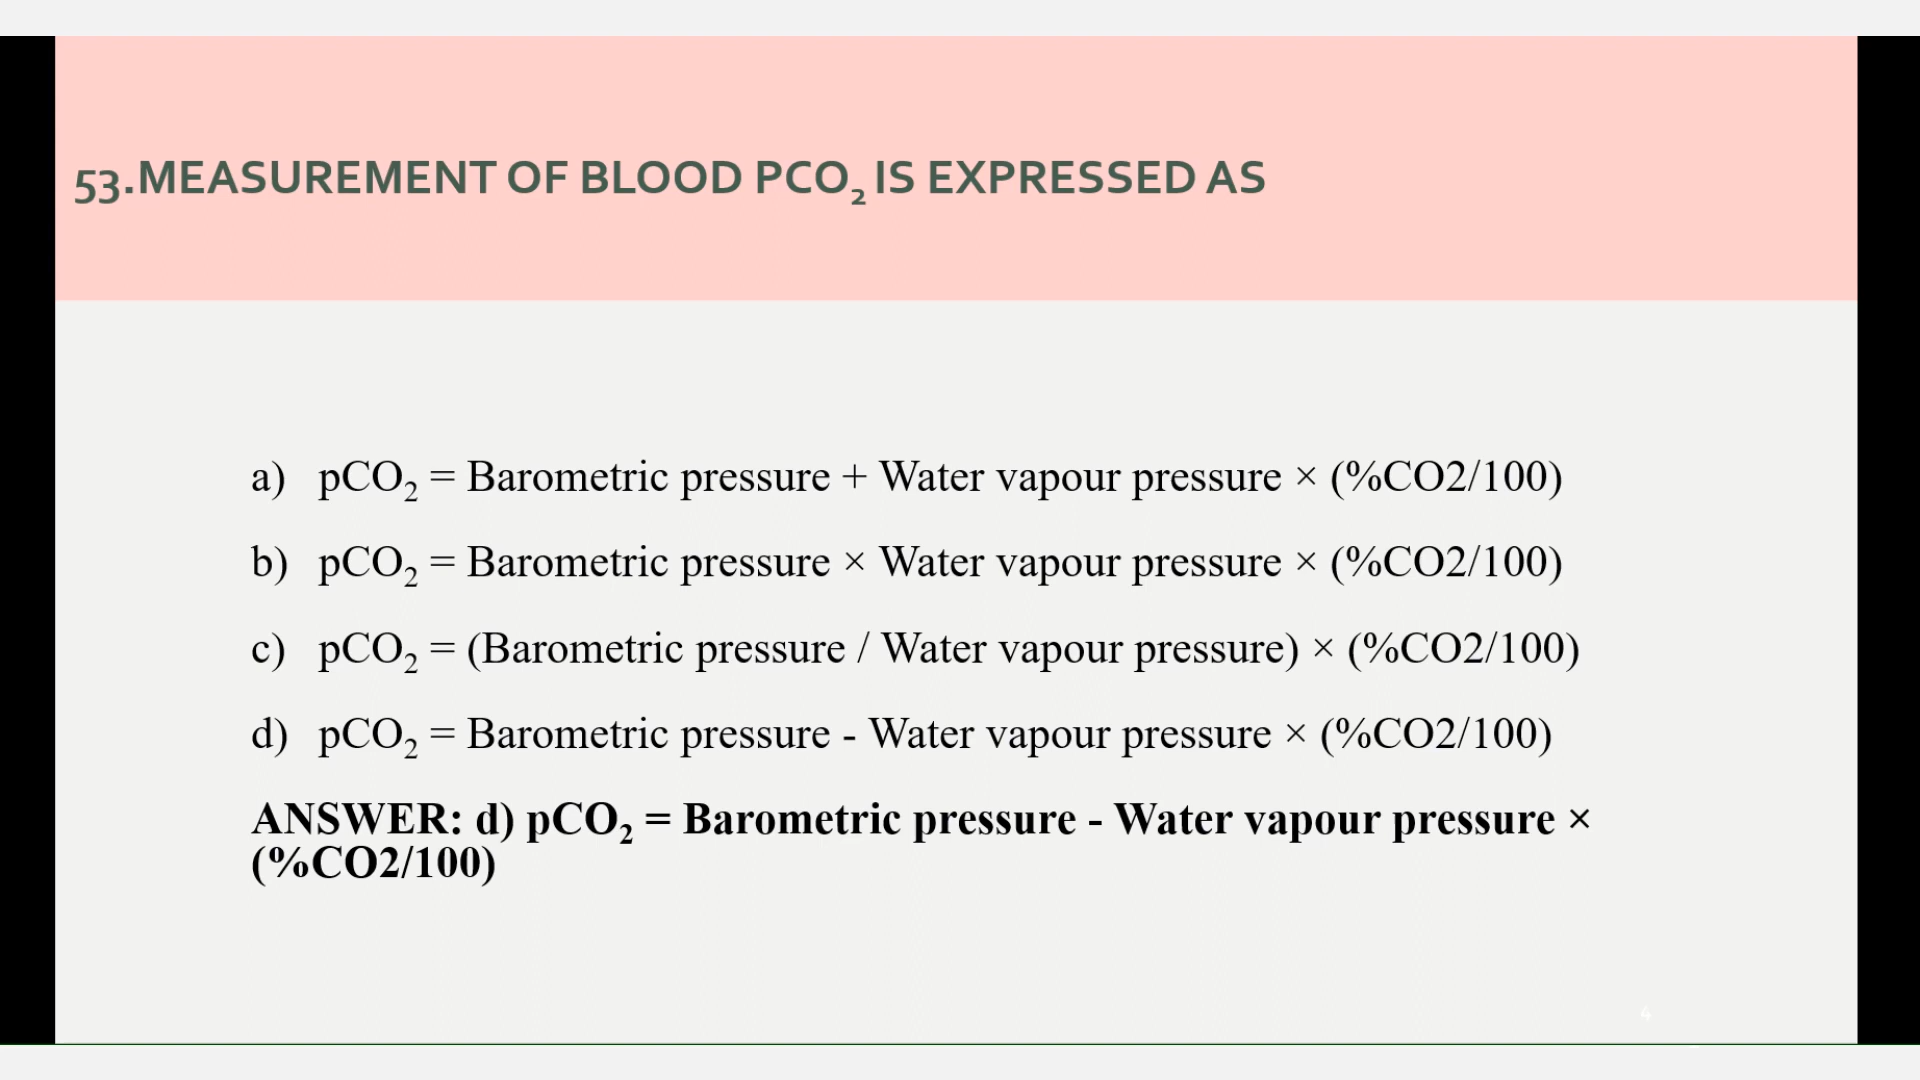 53.MEASUREMENT OF BLOOD PCO₂ IS EXPRESSED AS
a) pCO₂ = Barometric pressure + Water vapour pressure × (%CO2/100)
b) pCO₂ = Barometric pressure × Water vapour pressure × (%CO2/100)
c) pCO₂ = (Barometric pressure / Water vapour pressure) × (%CO2/100)
d) pCO₂ = Barometric pressure - Water vapour pressure × (%CO2/100)
ANSWER: d) pCO₂ = Barometric pressure - Water vapour pressure ×
(%CO2/100)
4